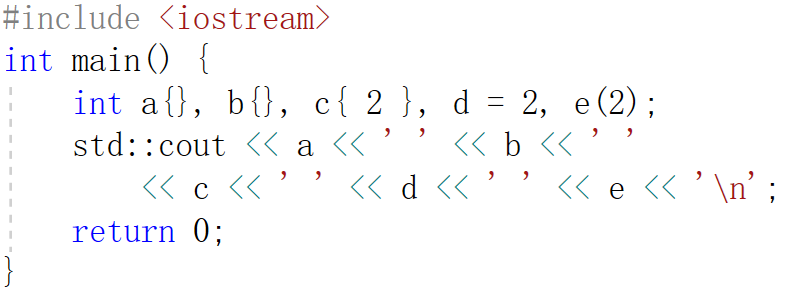 #include <iostream>
int main() {
    int a{}, b{}, c{ 2 }, d = 2, e(2);
    std::cout << a << ' ' << b << ' '
        << c << ' ' << d << ' ' << e << '\n';
    return 0;
}